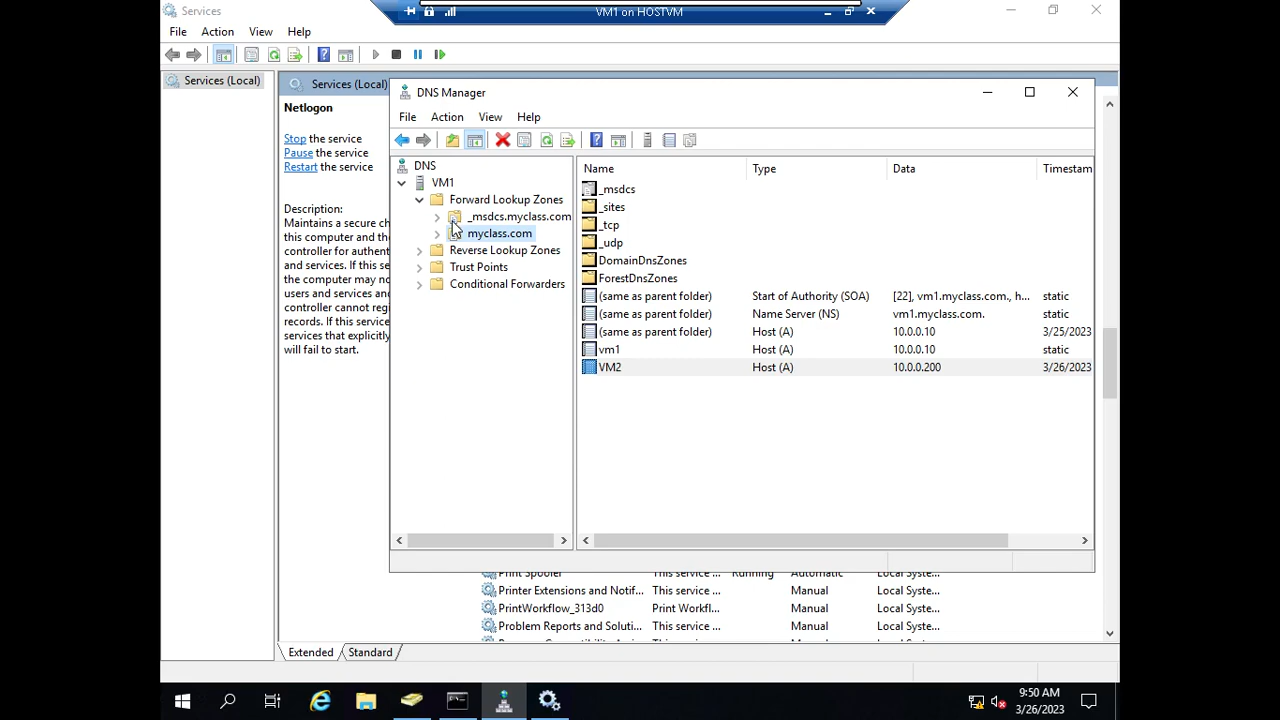 Services
VM1 on HOSTVM
File Action View Help
Services (Local)
Services (Local)
Netlogon
Stop the service
Pause the service
Restart the service
Description:
Maintains a secure ch
this computer and the
controller for authenti
and services. If this se
the computer may no
users and services and
controller cannot regi
records. If this service
services that explicitly
will fail to start.
DNS Manager
File Action View Help
DNS
VM1
Forward Lookup Zones
_msdcs.myclass.com
myclass.com
Reverse Lookup Zones
Trust Points
Conditional Forwarders
Name Type Data Timestam
_msdcs
_sites
_tcp
_udp
DomainDnsZones
ForestDnsZones
(same as parent folder) Start of Authority (SOA) [22], vm1.myclass.com., h... static
(same as parent folder) Name Server (NS) vm1.myclass.com. static
(same as parent folder) Host (A) 10.0.0.10 3/25/2023
vm1 Host (A) 10.0.0.10 static
VM2 Host (A) 10.0.0.200 3/26/2023
Print Spooler This service ... Running Automatic Local Syste...
Printer Extensions and Notif... This service ... Manual Local Syste...
PrintWorkflow_313d0 Print Workfl... Manual Local Syste...
Problem Reports and Soluti... This service ... Manual Local Syste...
Extended Standard
9:50 AM
3/26/2023